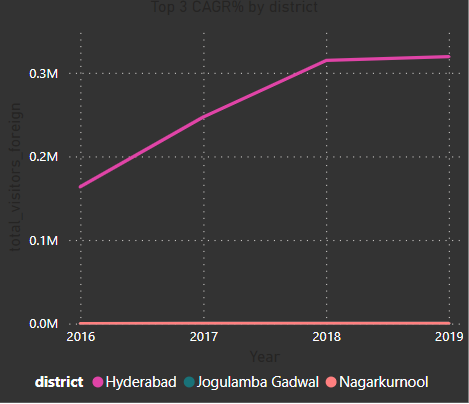 Top 3 CAGR% by district
total_visitors_foreign
0.3M
0.2M
0.1M
0.0M
2016 2017 2018 2019
Year
district Hyderabad Jogulamba Gadwal Nagarkurnool